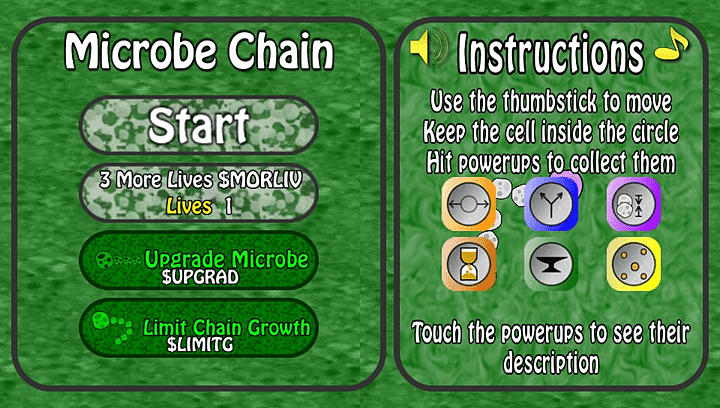 Microbe Chain
Start
3 More Lives $MORLIV
Lives 1
Upgrade Microbe
$UPGRAD
Limit Chain Growth
$LIMITG
Instructions
Use the thumbstick to move
Keep the cell inside the circle
Hit powerups to collect them
Touch the powerups to see their
description